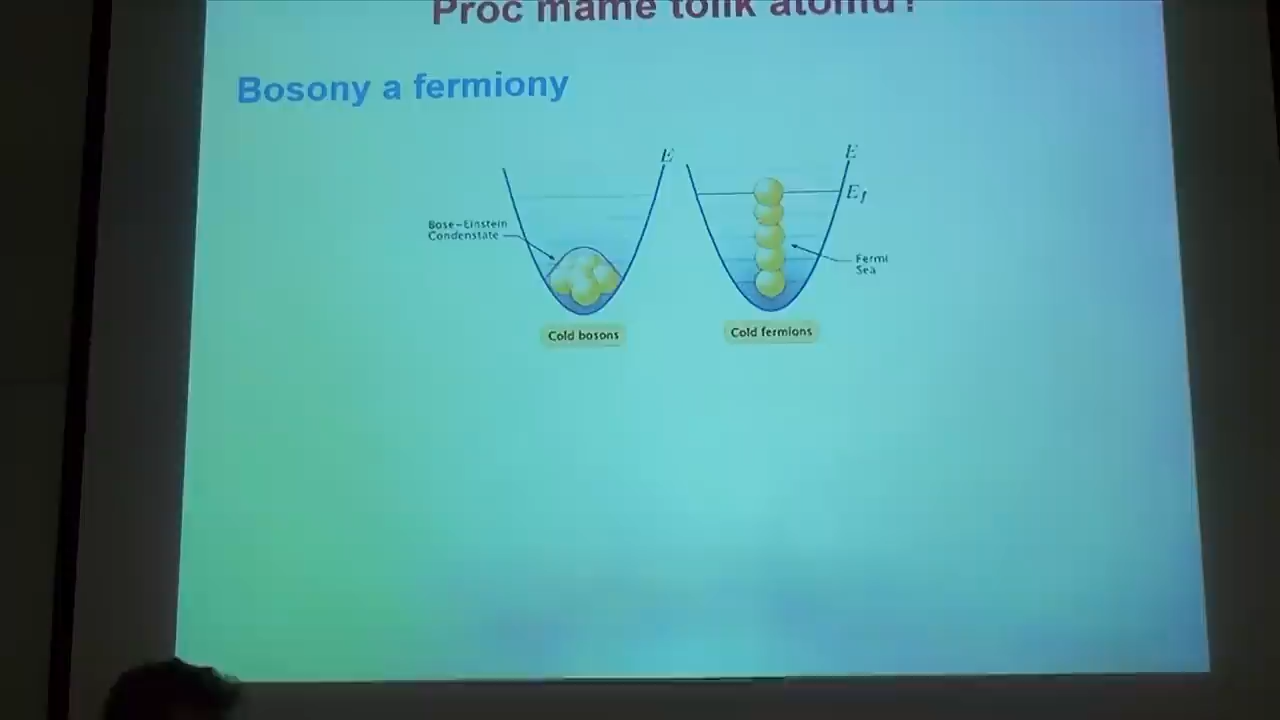 Proč máme tolik atomů?
Bosony a fermiony
E
E
E_f
Bose-Einstein
Condenstate
Fermi
Sea
Cold bosons
Cold fermions